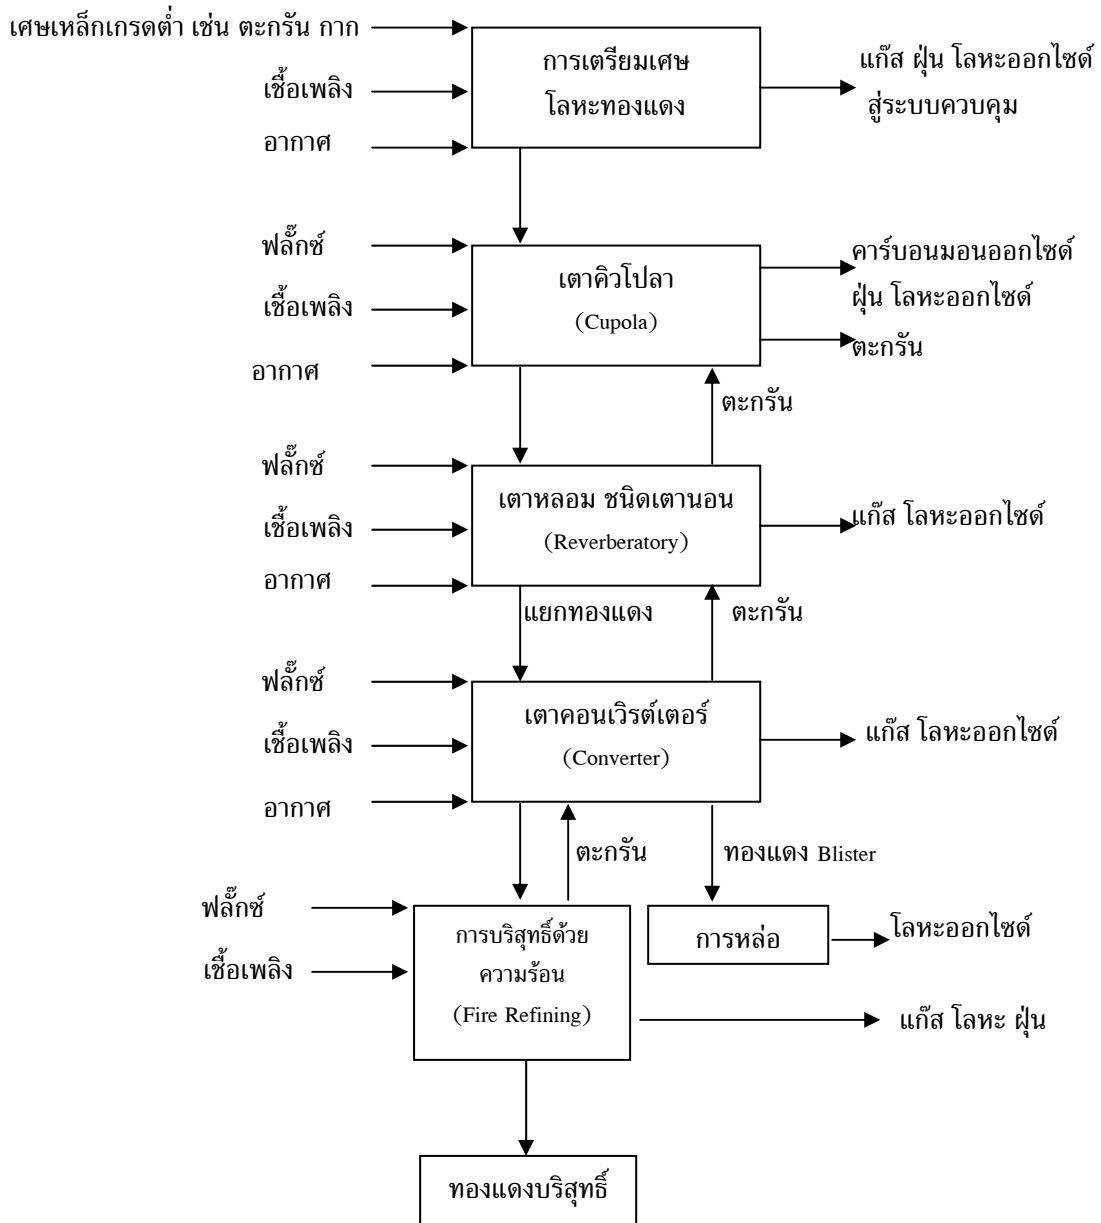 เศษเหล็กเกรดต่ำ เช่น ตะกรัน กาก
เชื้อเพลิง
อากาศ
การเตรียมเศษ
โลหะทองแดง
แก๊ส ฝุ่น โลหะออกไซด์
สู่ระบบควบคุม
ฟลั๊กซ์
เชื้อเพลิง
อากาศ
เตาคิวโปลา
(Cupola)
คาร์บอนมอนออกไซด์
ฝุ่น โลหะออกไซด์
ตะกรัน
ตะกรัน
ฟลั๊กซ์
เชื้อเพลิง
อากาศ
เตาหลอม ชนิดเตานอน
(Reverberatory)
แก๊ส โลหะออกไซด์
แยกทองแดง
ตะกรัน
ฟลั๊กซ์
เชื้อเพลิง
อากาศ
เตาคอนเวิรต์เตอร์
(Converter)
แก๊ส โลหะออกไซด์
ตะกรัน
ทองแดง Blister
ฟลั๊กซ์
เชื้อเพลิง
การบริสุทธิ์ด้วย
ความร้อน
(Fire Refining)
การหล่อ
โลหะออกไซด์
แก๊ส โลหะ ฝุ่น
ทองแดงบริสุทธิ์